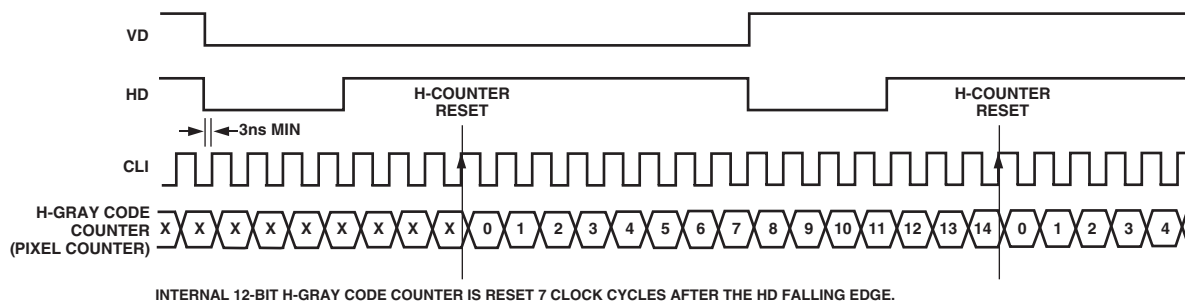 VD
HD
H-COUNTER
RESET
H-COUNTER
RESET
3ns MIN
CLI
H-GRAY CODE
COUNTER
(PIXEL COUNTER)
X X X X X X X X X 0 1 2 3 4 5 6 7 8 9 10 11 12 13 14 0 1 2 3 4
INTERNAL 12-BIT H-GRAY CODE COUNTER IS RESET 7 CLOCK CYCLES AFTER THE HD FALLING EDGE.